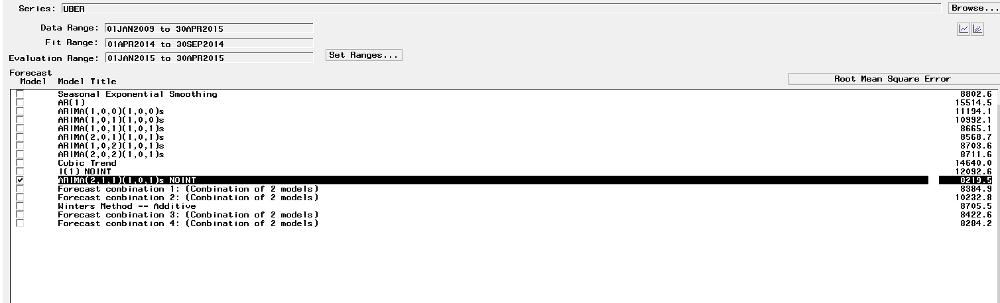 Series: UBER Browse...
Data Range: 01JAN2009 to 30APR2015
Fit Range: 01APR2014 to 30SEP2014
Evaluation Range: 01JAN2015 to 30APR2015 Set Ranges...
Forecast
Model Model Title Root Mean Square Error
Seasonal Exponential Smoothing 8802.6
AR(1) 15514.5
ARIMA(1,0,0)(1,0,0)s 11194.1
ARIMA(1,0,1)(1,0,0)s 10992.1
ARIMA(1,0,1)(1,0,1)s 8665.1
ARIMA(2,0,1)(1,0,1)s 8568.7
ARIMA(1,0,2)(1,0,1)s 8703.6
ARIMA(2,0,2)(1,0,1)s 8711.6
Cubic Trend 14640.0
I(1) NOINT 12092.6
ARIMA(2,1,1)(1,0,1)s NOINT 8219.5
Forecast combination 1: (Combination of 2 models) 8384.9
Forecast combination 2: (Combination of 2 models) 10232.8
Winters Method -- Additive 8705.5
Forecast combination 3: (Combination of 2 models) 8422.6
Forecast combination 4: (Combination of 2 models) 8284.2